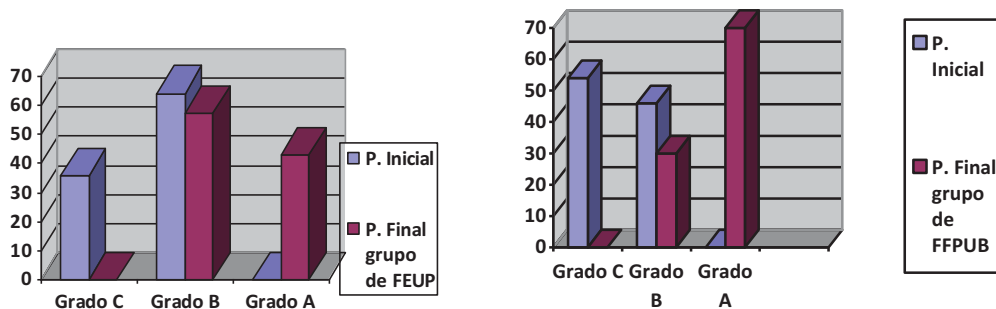 70
60
50
40
30
20
10
0
Grado C
Grado B
Grado A
P. Inicial
P. Final
grupo
de FEUP
70
60
50
40
30
20
10
0
Grado C
Grado
B
Grado
A
P.
Inicial
P. Final
grupo
de
FFPUB